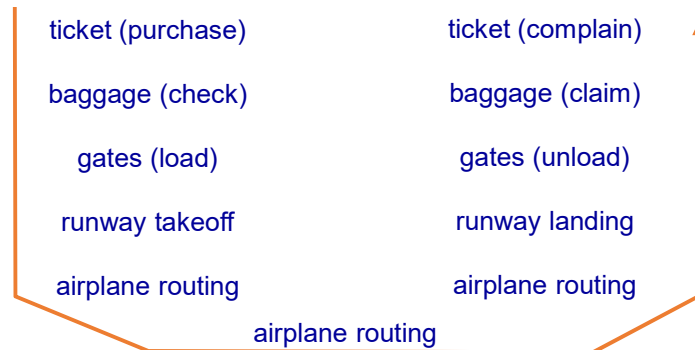 ticket (purchase)
ticket (complain)
baggage (check)
baggage (claim)
gates (load)
gates (unload)
runway takeoff
runway landing
airplane routing
airplane routing
airplane routing